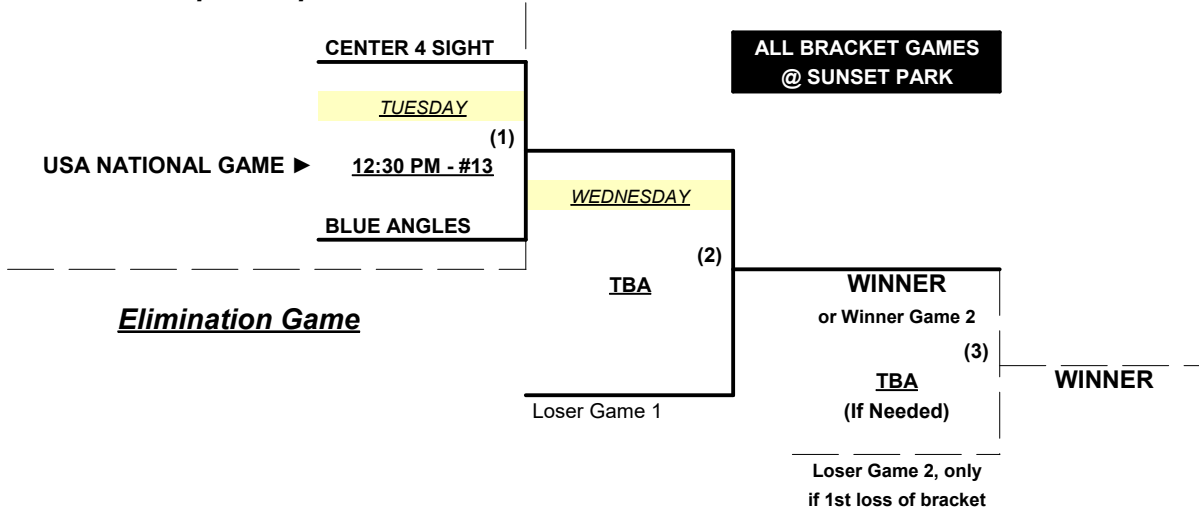 CENTER 4 SIGHT
ALL BRACKET GAMES
@ SUNSET PARK
TUESDAY
(1)
USA NATIONAL GAME ►
12:30 PM - #13
WEDNESDAY
BLUE ANGLES
(2)
TBA
WINNER
Elimination Game
or Winner Game 2
(3)
TBA
WINNER
Loser Game 1
(If Needed)
Loser Game 2, only
if 1st loss of bracket